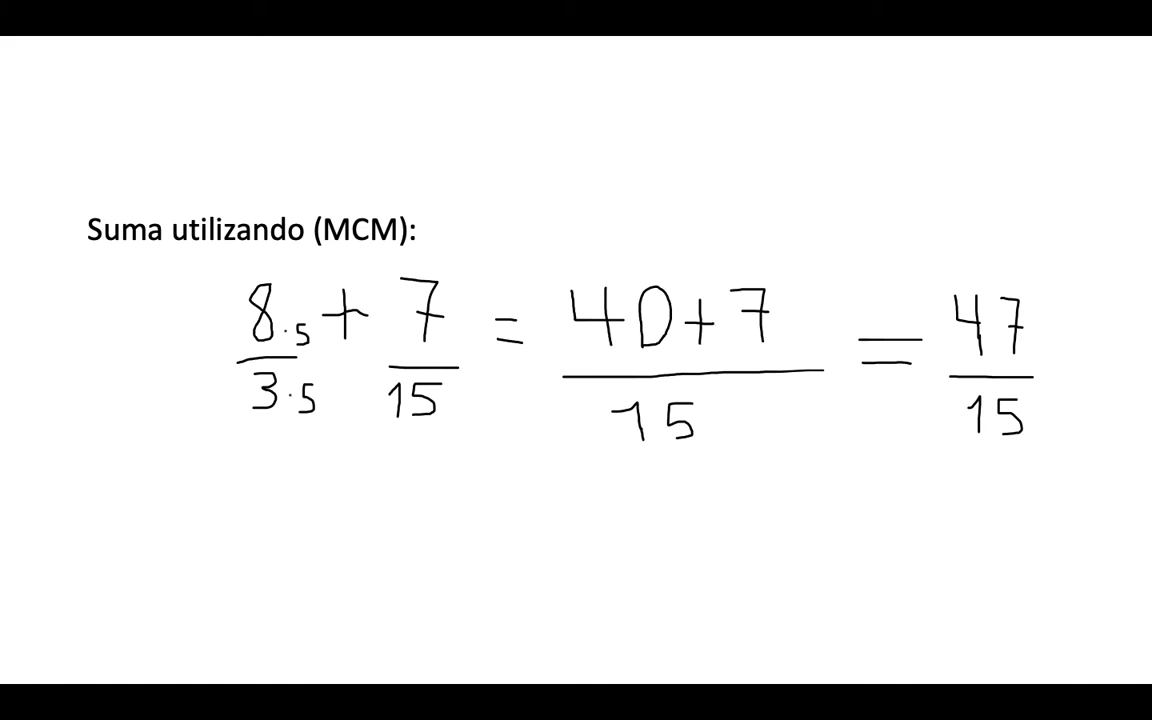 Suma utilizando (MCM):
8·5 + 7 = 40+7 = 47
3·5 15 15 15